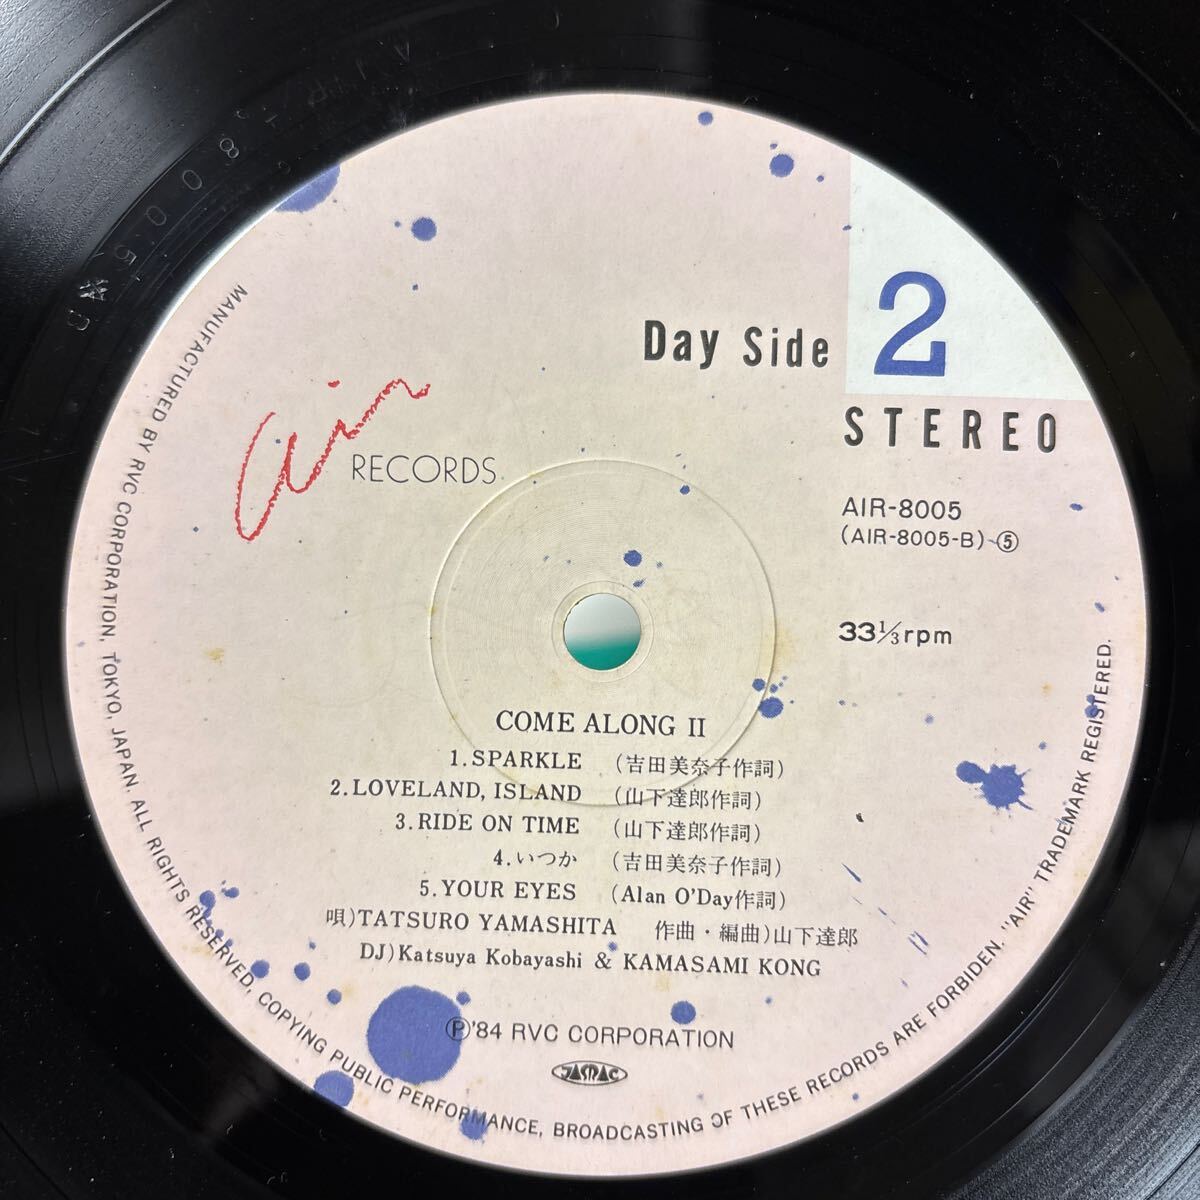 Day Side 2
STEREO
air
RECORDS
AIR-8005
(AIR-8005-B) ⑤
33⅓rpm
COME ALONG II
1.SPARKLE (吉田美奈子作詞)
2.LOVELAND, ISLAND (山下達郎作詞)
3.RIDE ON TIME (山下達郎作詞)
4.いつか (吉田美奈子作詞)
5.YOUR EYES (Alan O'Day作詞)
唄)TATSURO YAMASHITA 作曲・編曲)山下達郎
DJ)Katsuya Kobayashi & KAMASAMI KONG
Ⓟ'84 RVC CORPORATION
JASRAC
MANUFACTURED BY RVC CORPORATION, TOKYO, JAPAN. ALL RIGHTS RESERVED, COPYING PUBLIC PERFORMANCE, BROADCASTING OF THESE RECORDS ARE FORBIDDEN. "AIR" TRADEMARK REGISTERED.